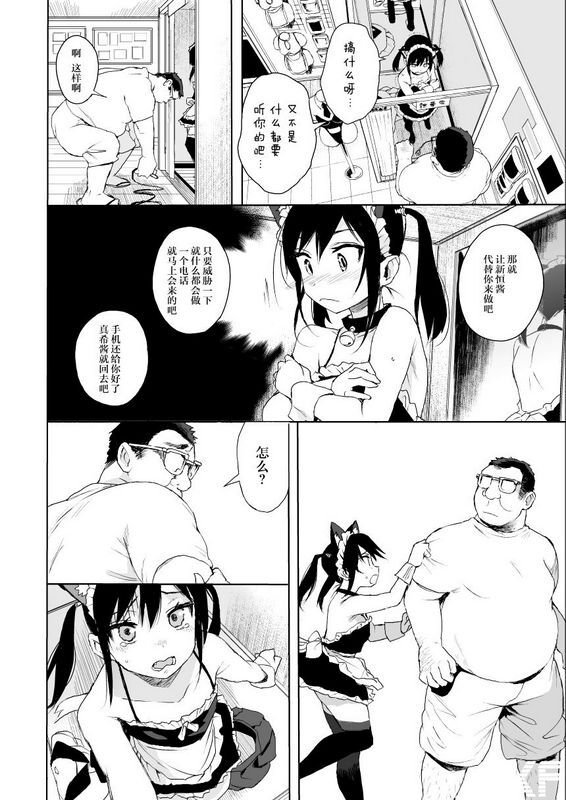 搞
什么呀…
又不是
什么都要
听你的吧…
啊 这样啊
那就
让新恒酱
代替你来做
吧
只要威胁一下
就什么都会做
一个电话
就马上会来的吧
手机还给你好了
真希酱就回去吧
怎么?